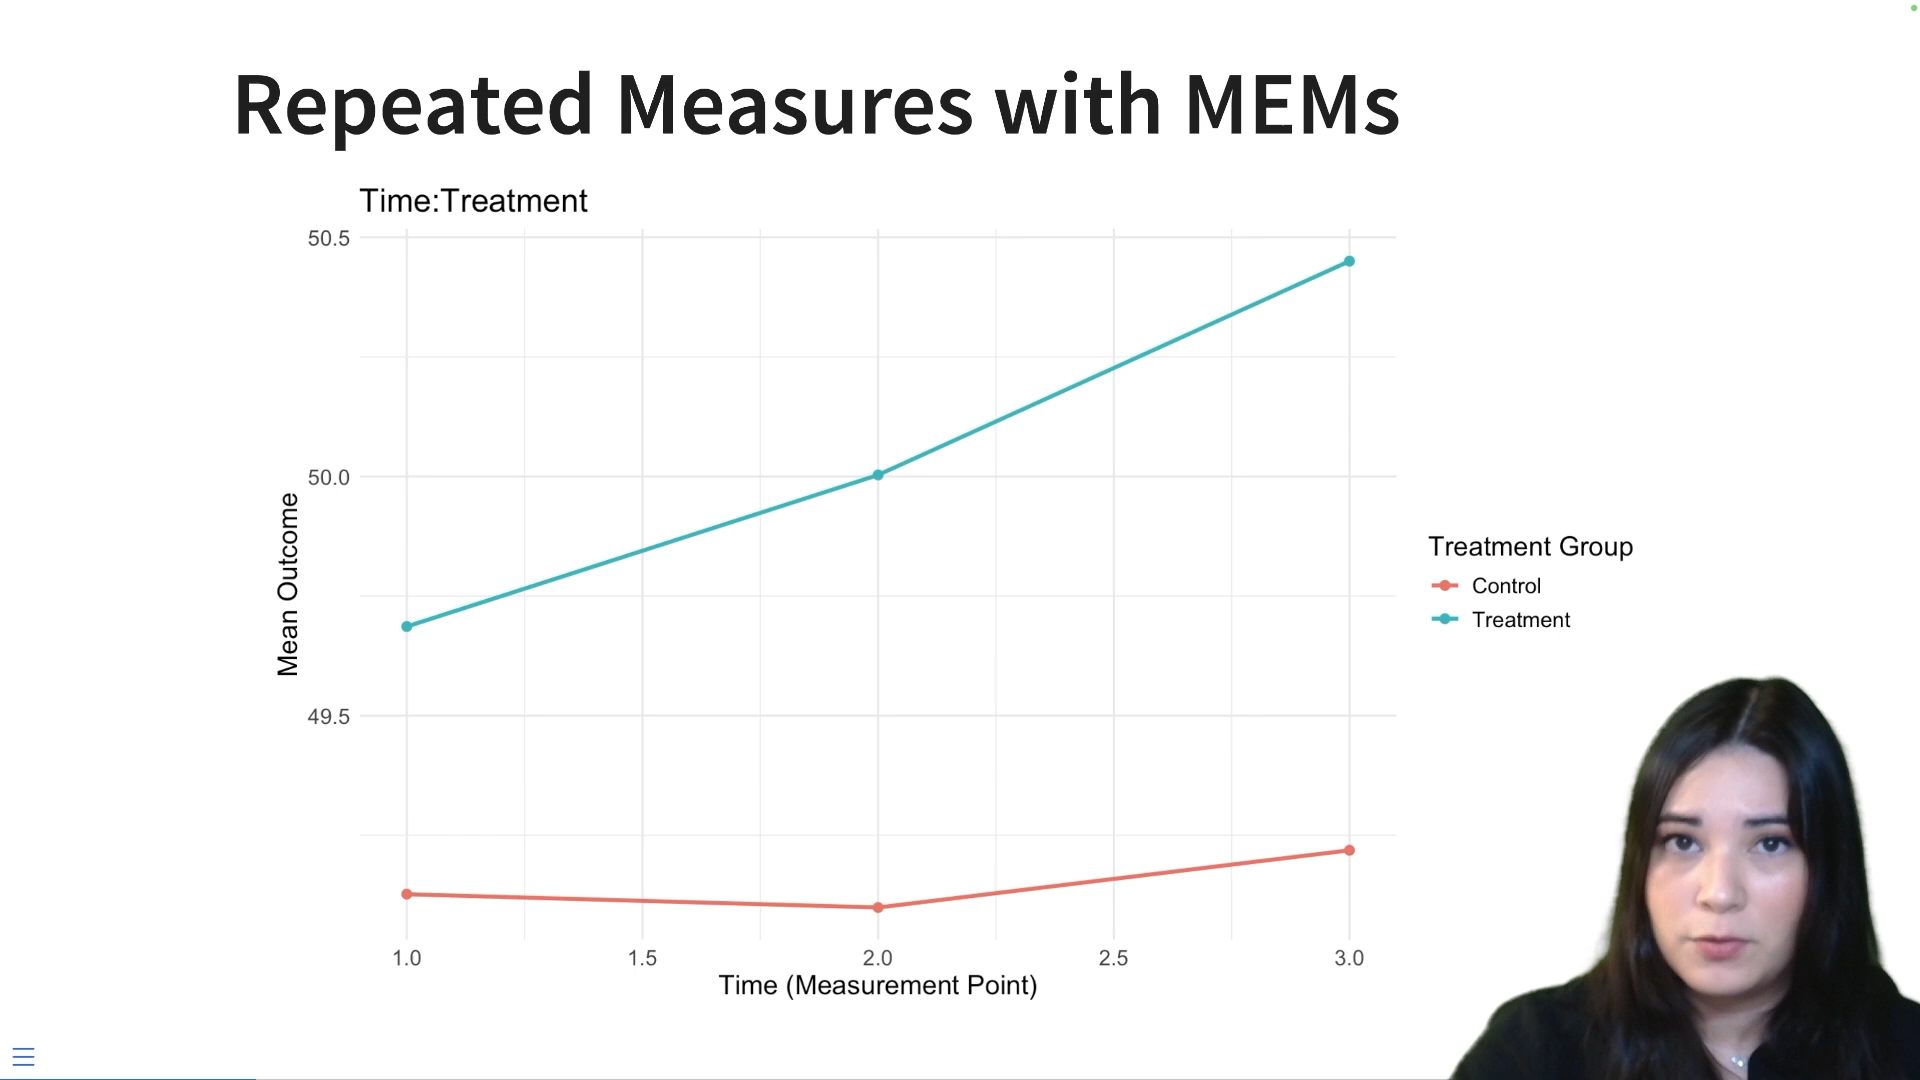 Repeated Measures with MEMs
Time:Treatment
50.5
50.0
49.5
Mean Outcome
1.0 1.5 2.0 2.5 3.0
Time (Measurement Point)
Treatment Group
Control
Treatment